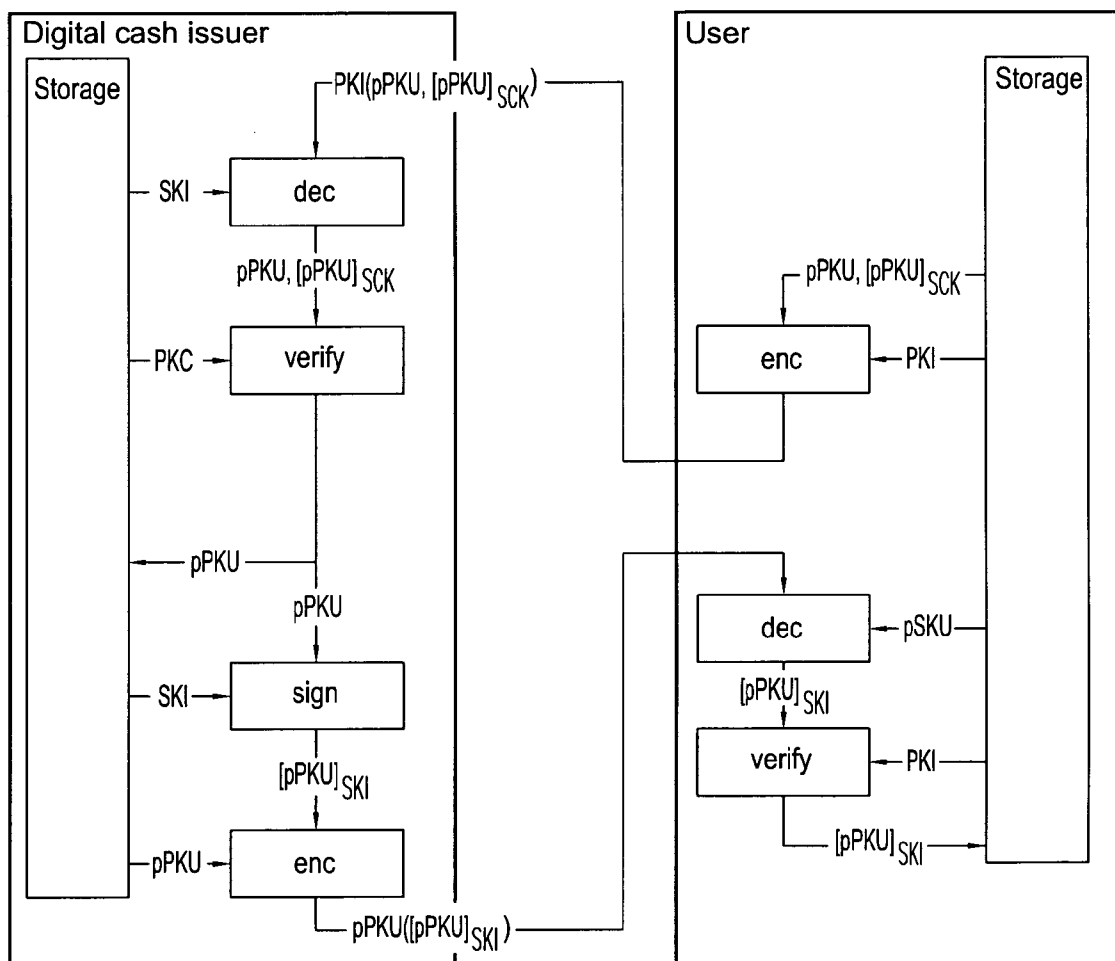 Digital cash issuer
Storage
PKI(pPKU, [pPKU]SCK)
SKI
dec
pPKU, [pPKU]SCK
PKC
verify
pPKU
pPKU
SKI
sign
[pPKU]SKI
pPKU
enc
pPKU([pPKU]SKI)
User
Storage
pPKU, [pPKU]SCK
enc
PKI
dec
pSKU
[pPKU]SKI
verify
PKI
[pPKU]SKI